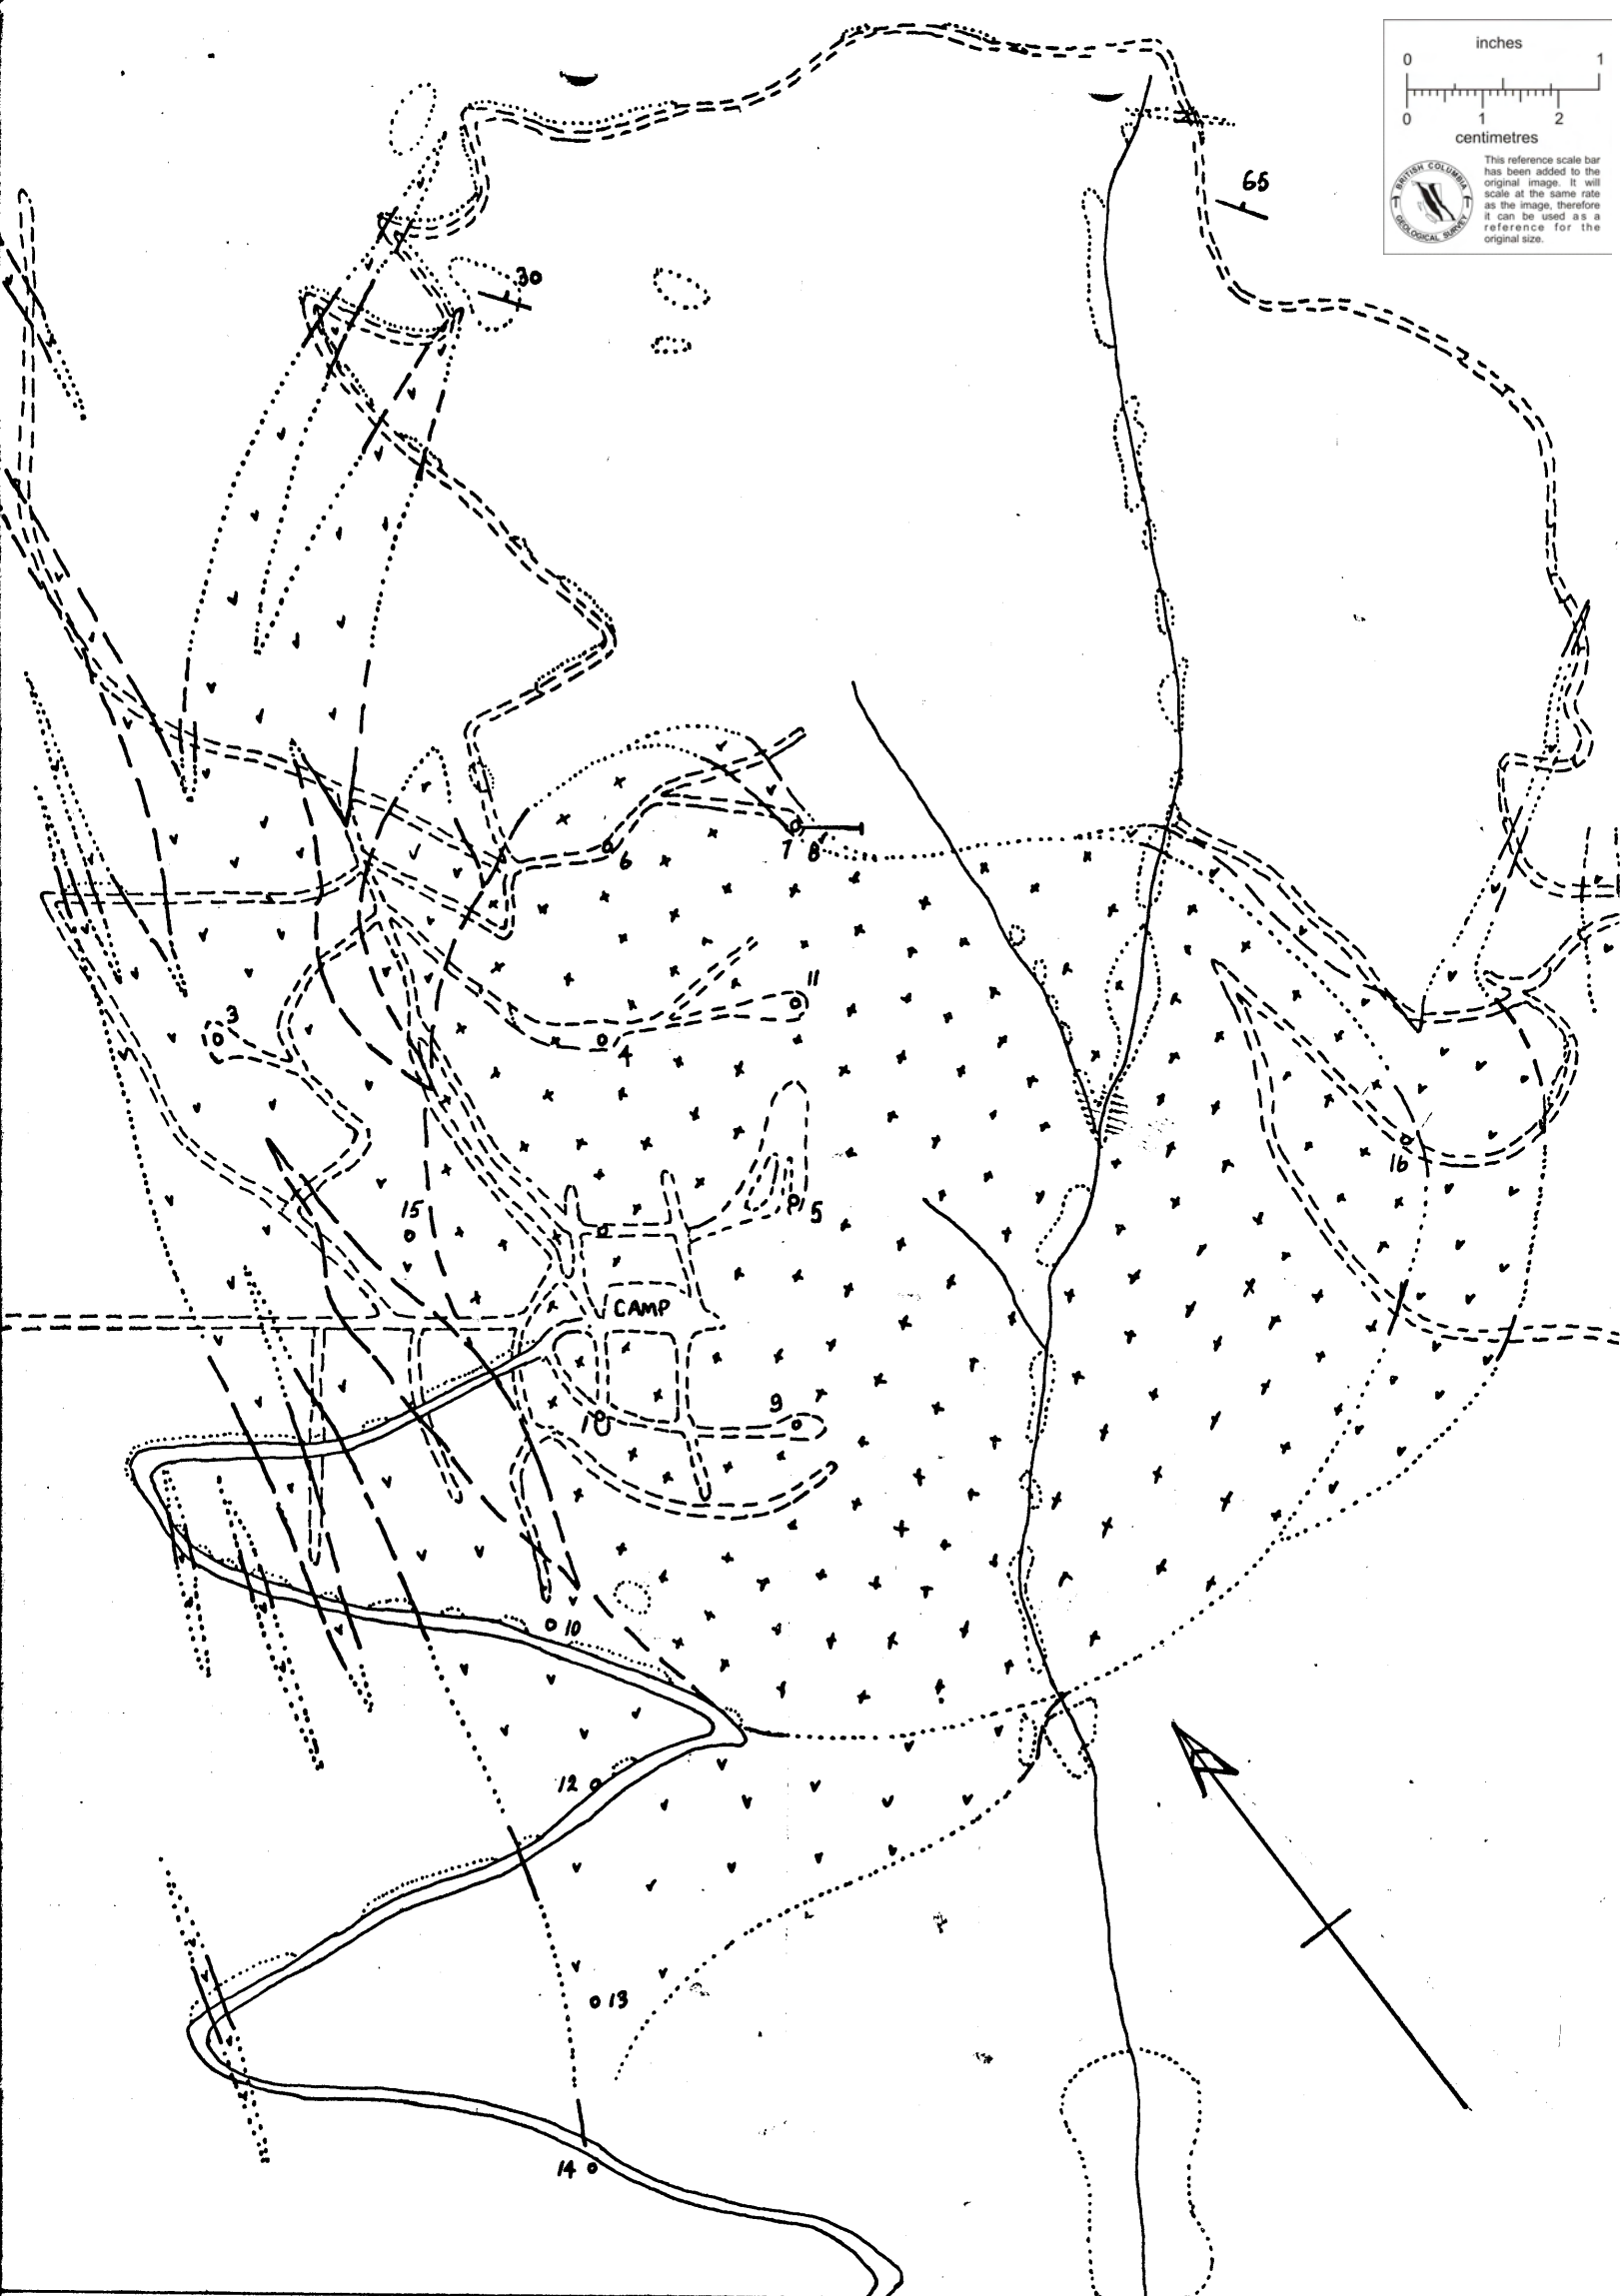 inches
0 1
0 1 2
centimetres
BRITISH COLUMBIA
GEOLOGICAL SURVEY
This reference scale bar
has been added to the
original image. It will
scale at the same rate
as the image, therefore
it can be used as a
reference for the
original size.
65
30
6
7 8
11
3
4
16
15
5
CAMP
9
10
12
13
14